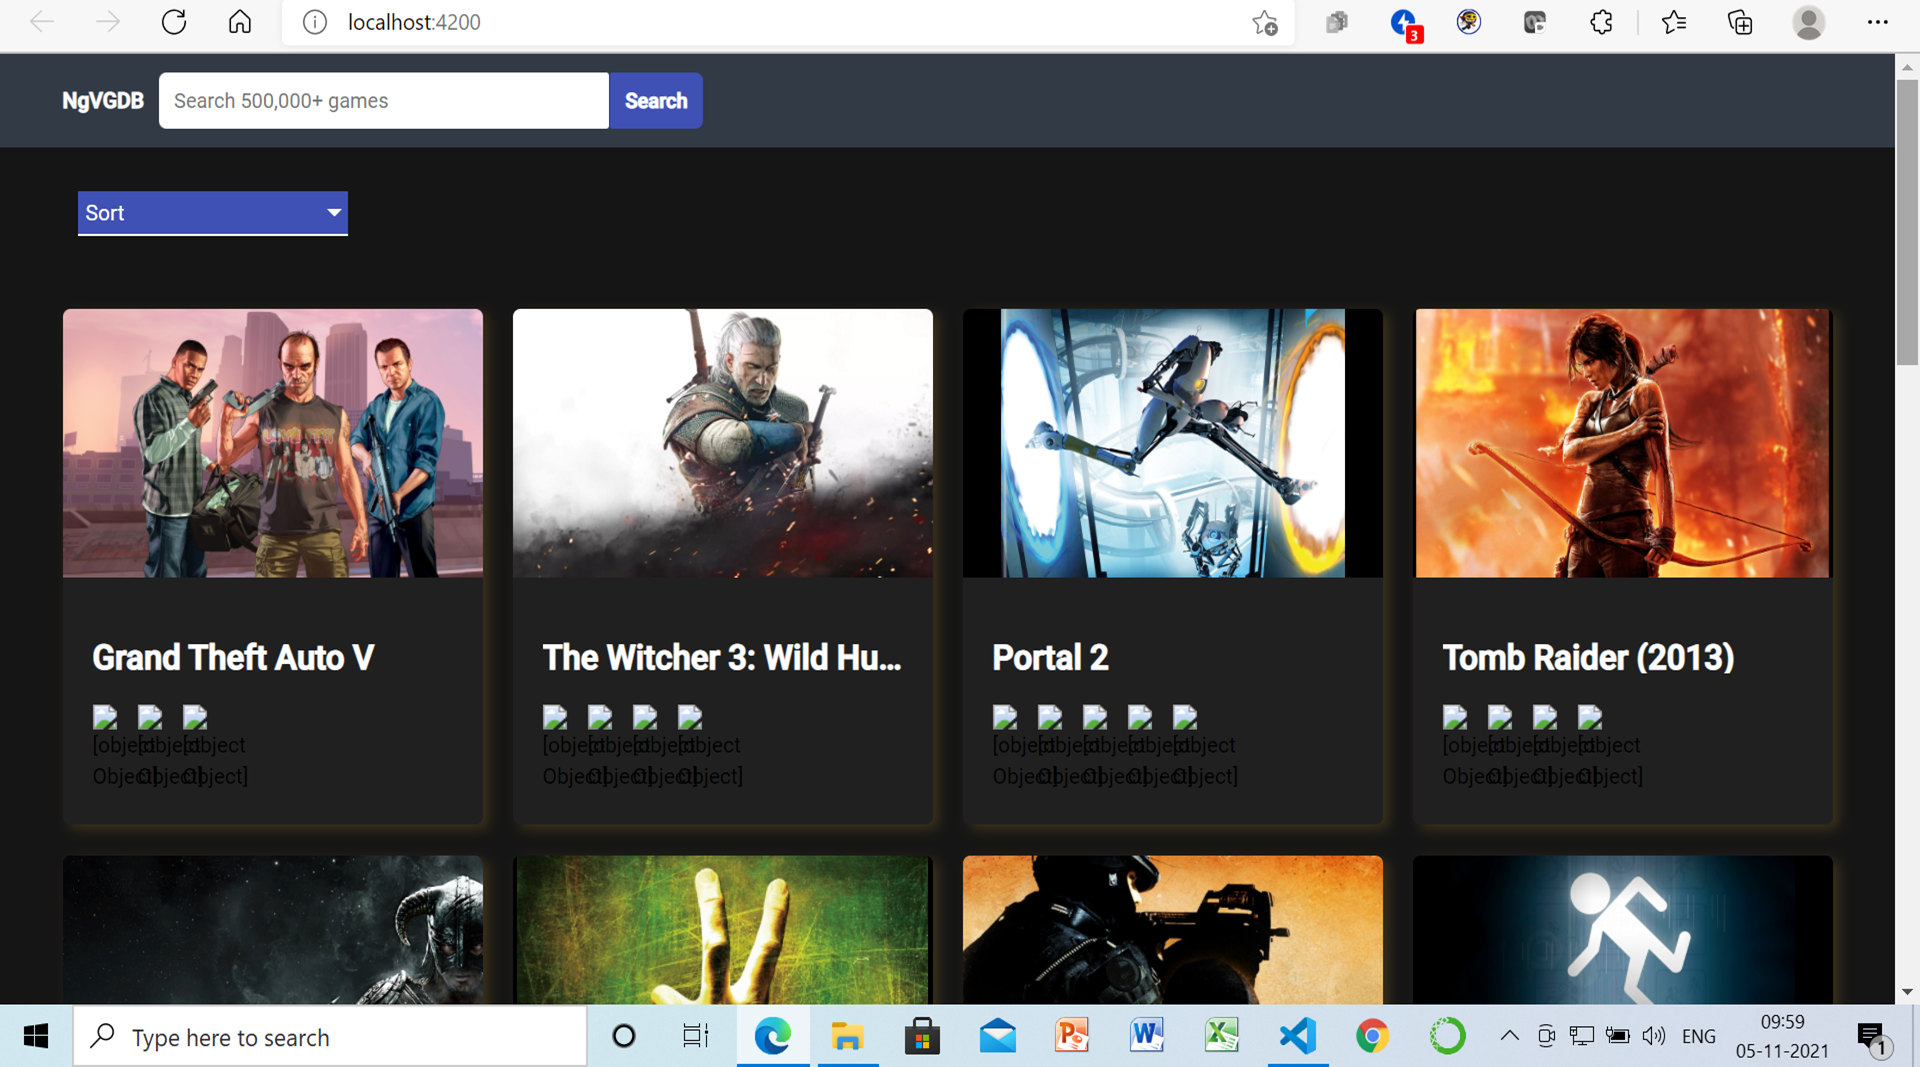 localhost:4200
3
NgVGDB
Search 500,000+ games
Search
Sort
Grand Theft Auto V
The Witcher 3: Wild Hu...
Portal 2
Tomb Raider (2013)
[object [object [object
Object] Object] Object]
[object [object [object [object
Object] Object] Object] Object]
[object [object [object [object [object
Object] Object] Object] Object] Object]
[object [object [object [object
Object] Object] Object] Object]
Type here to search
ENG
09:59
05-11-2021
1